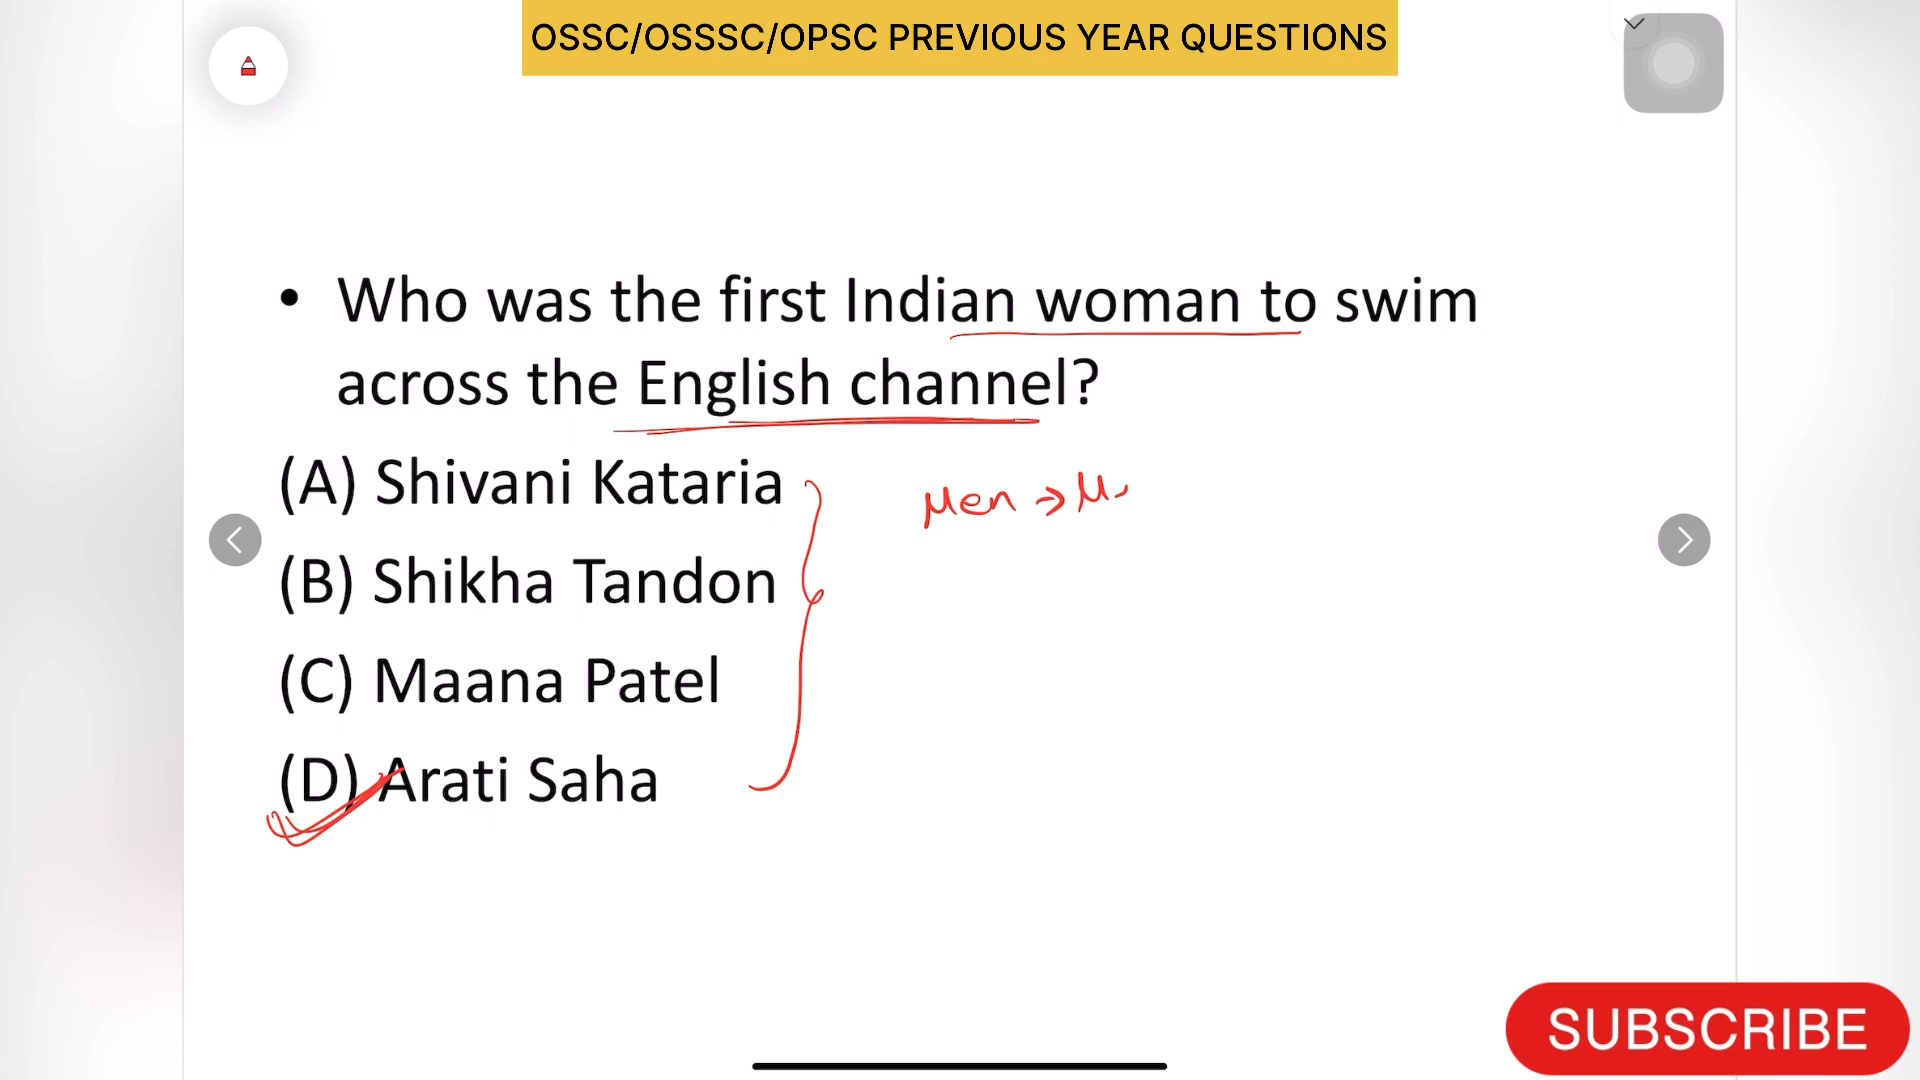 OSSC/OSSSC/OPSC PREVIOUS YEAR QUESTIONS
• Who was the first Indian woman to swim
across the English channel?
(A) Shivani Kataria
Men → M
(B) Shikha Tandon
(C) Maana Patel
(D) Arati Saha
SUBSCRIBE